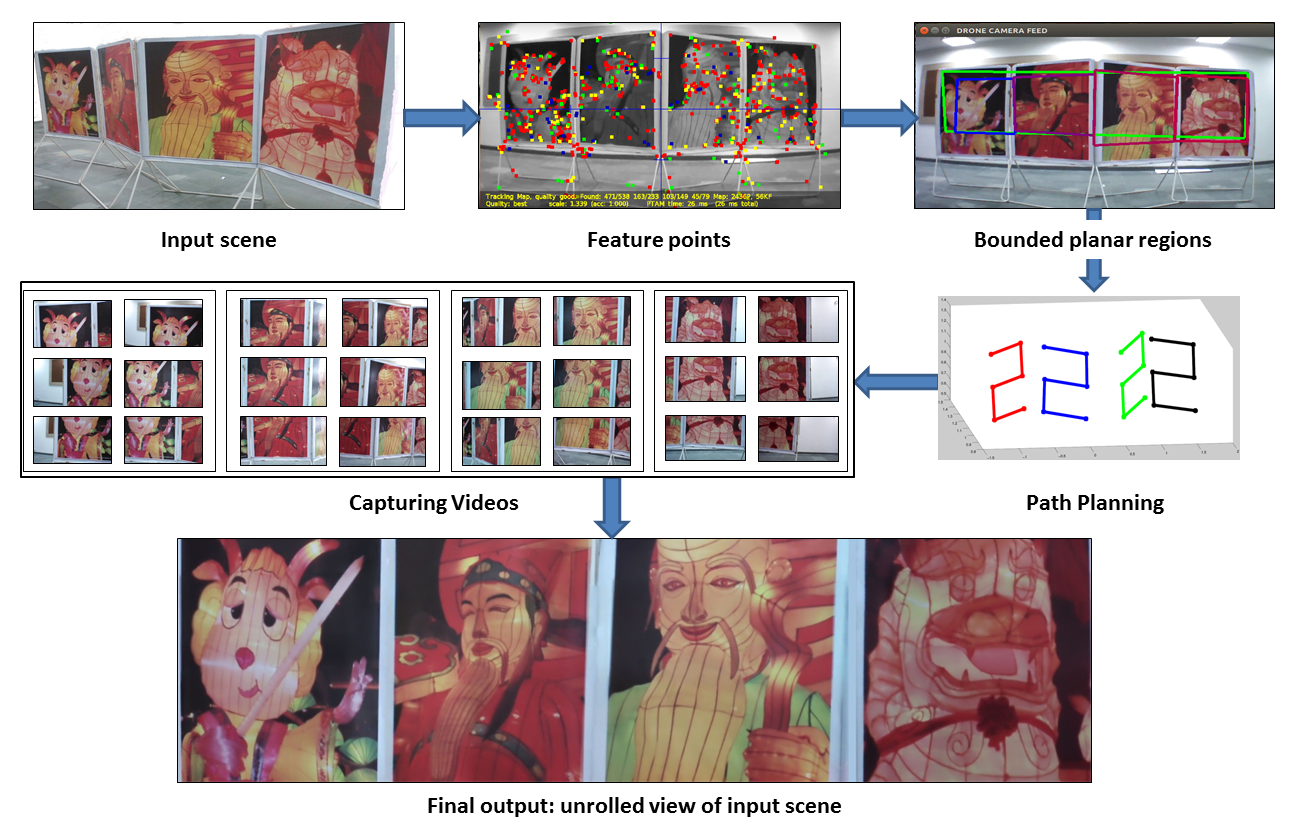 DRONE CAMERA FEED
Tracking Map, quality good. Found: 471/538 163/233 103/149 45/79 Map: 2436P, 56KF
Quality: best scale: 1.339 (acc: 1.000) PTAM time: 26 ms (26 ms total)
Input scene
Feature points
Bounded planar regions
Capturing Videos
Path Planning
Final output: unrolled view of input scene